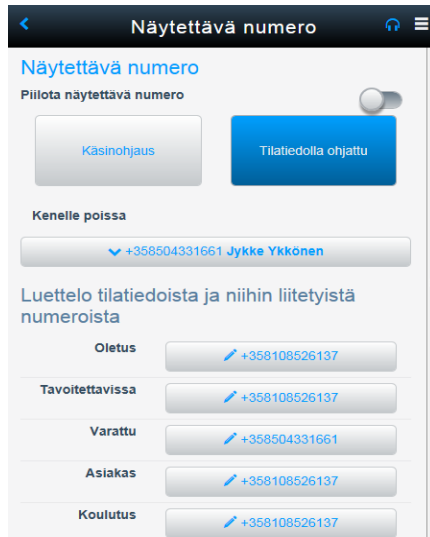 Näytettävä numero
Näytettävä numero
Piilota näytettävä numero
Käsinohjaus
Tilatiedolla ohjattu
Kenelle poissa
+358504331661 Jykke Ykkönen
Luettelo tilatiedoista ja niihin liitetyistä
numeroista
Oletus +358108526137
Tavoitettavissa +358108526137
Varattu +358504331661
Asiakas +358108526137
Koulutus +358108526137